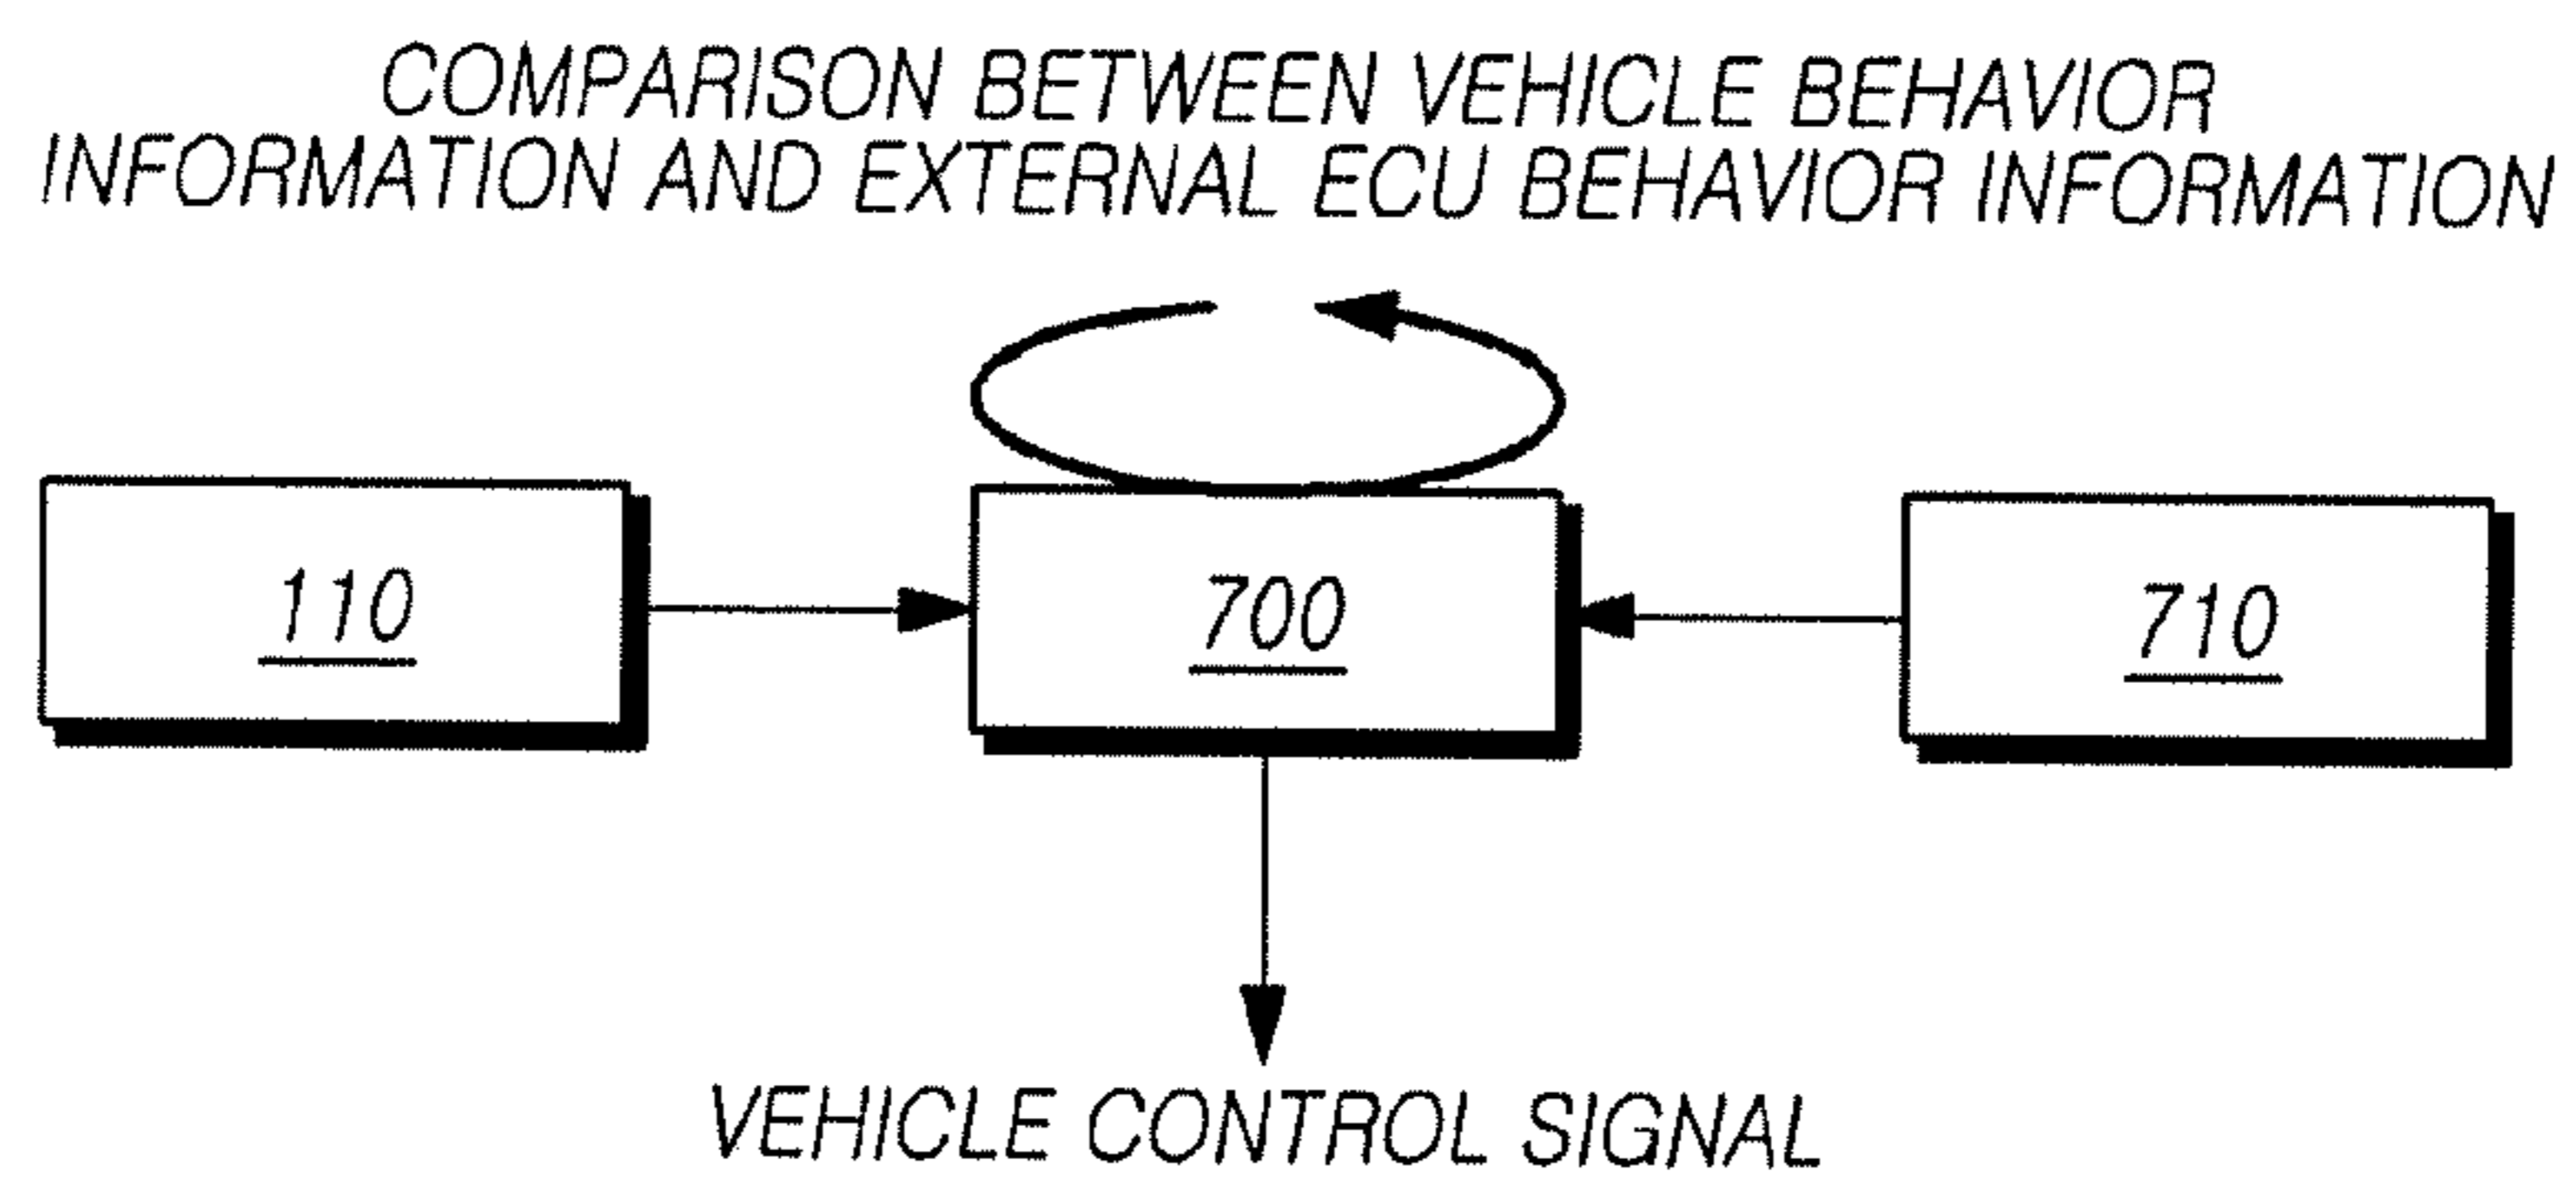 COMPARISON BETWEEN VEHICLE BEHAVIOR
INFORMATION AND EXTERNAL ECU BEHAVIOR INFORMATION
110
700
710
VEHICLE CONTROL SIGNAL